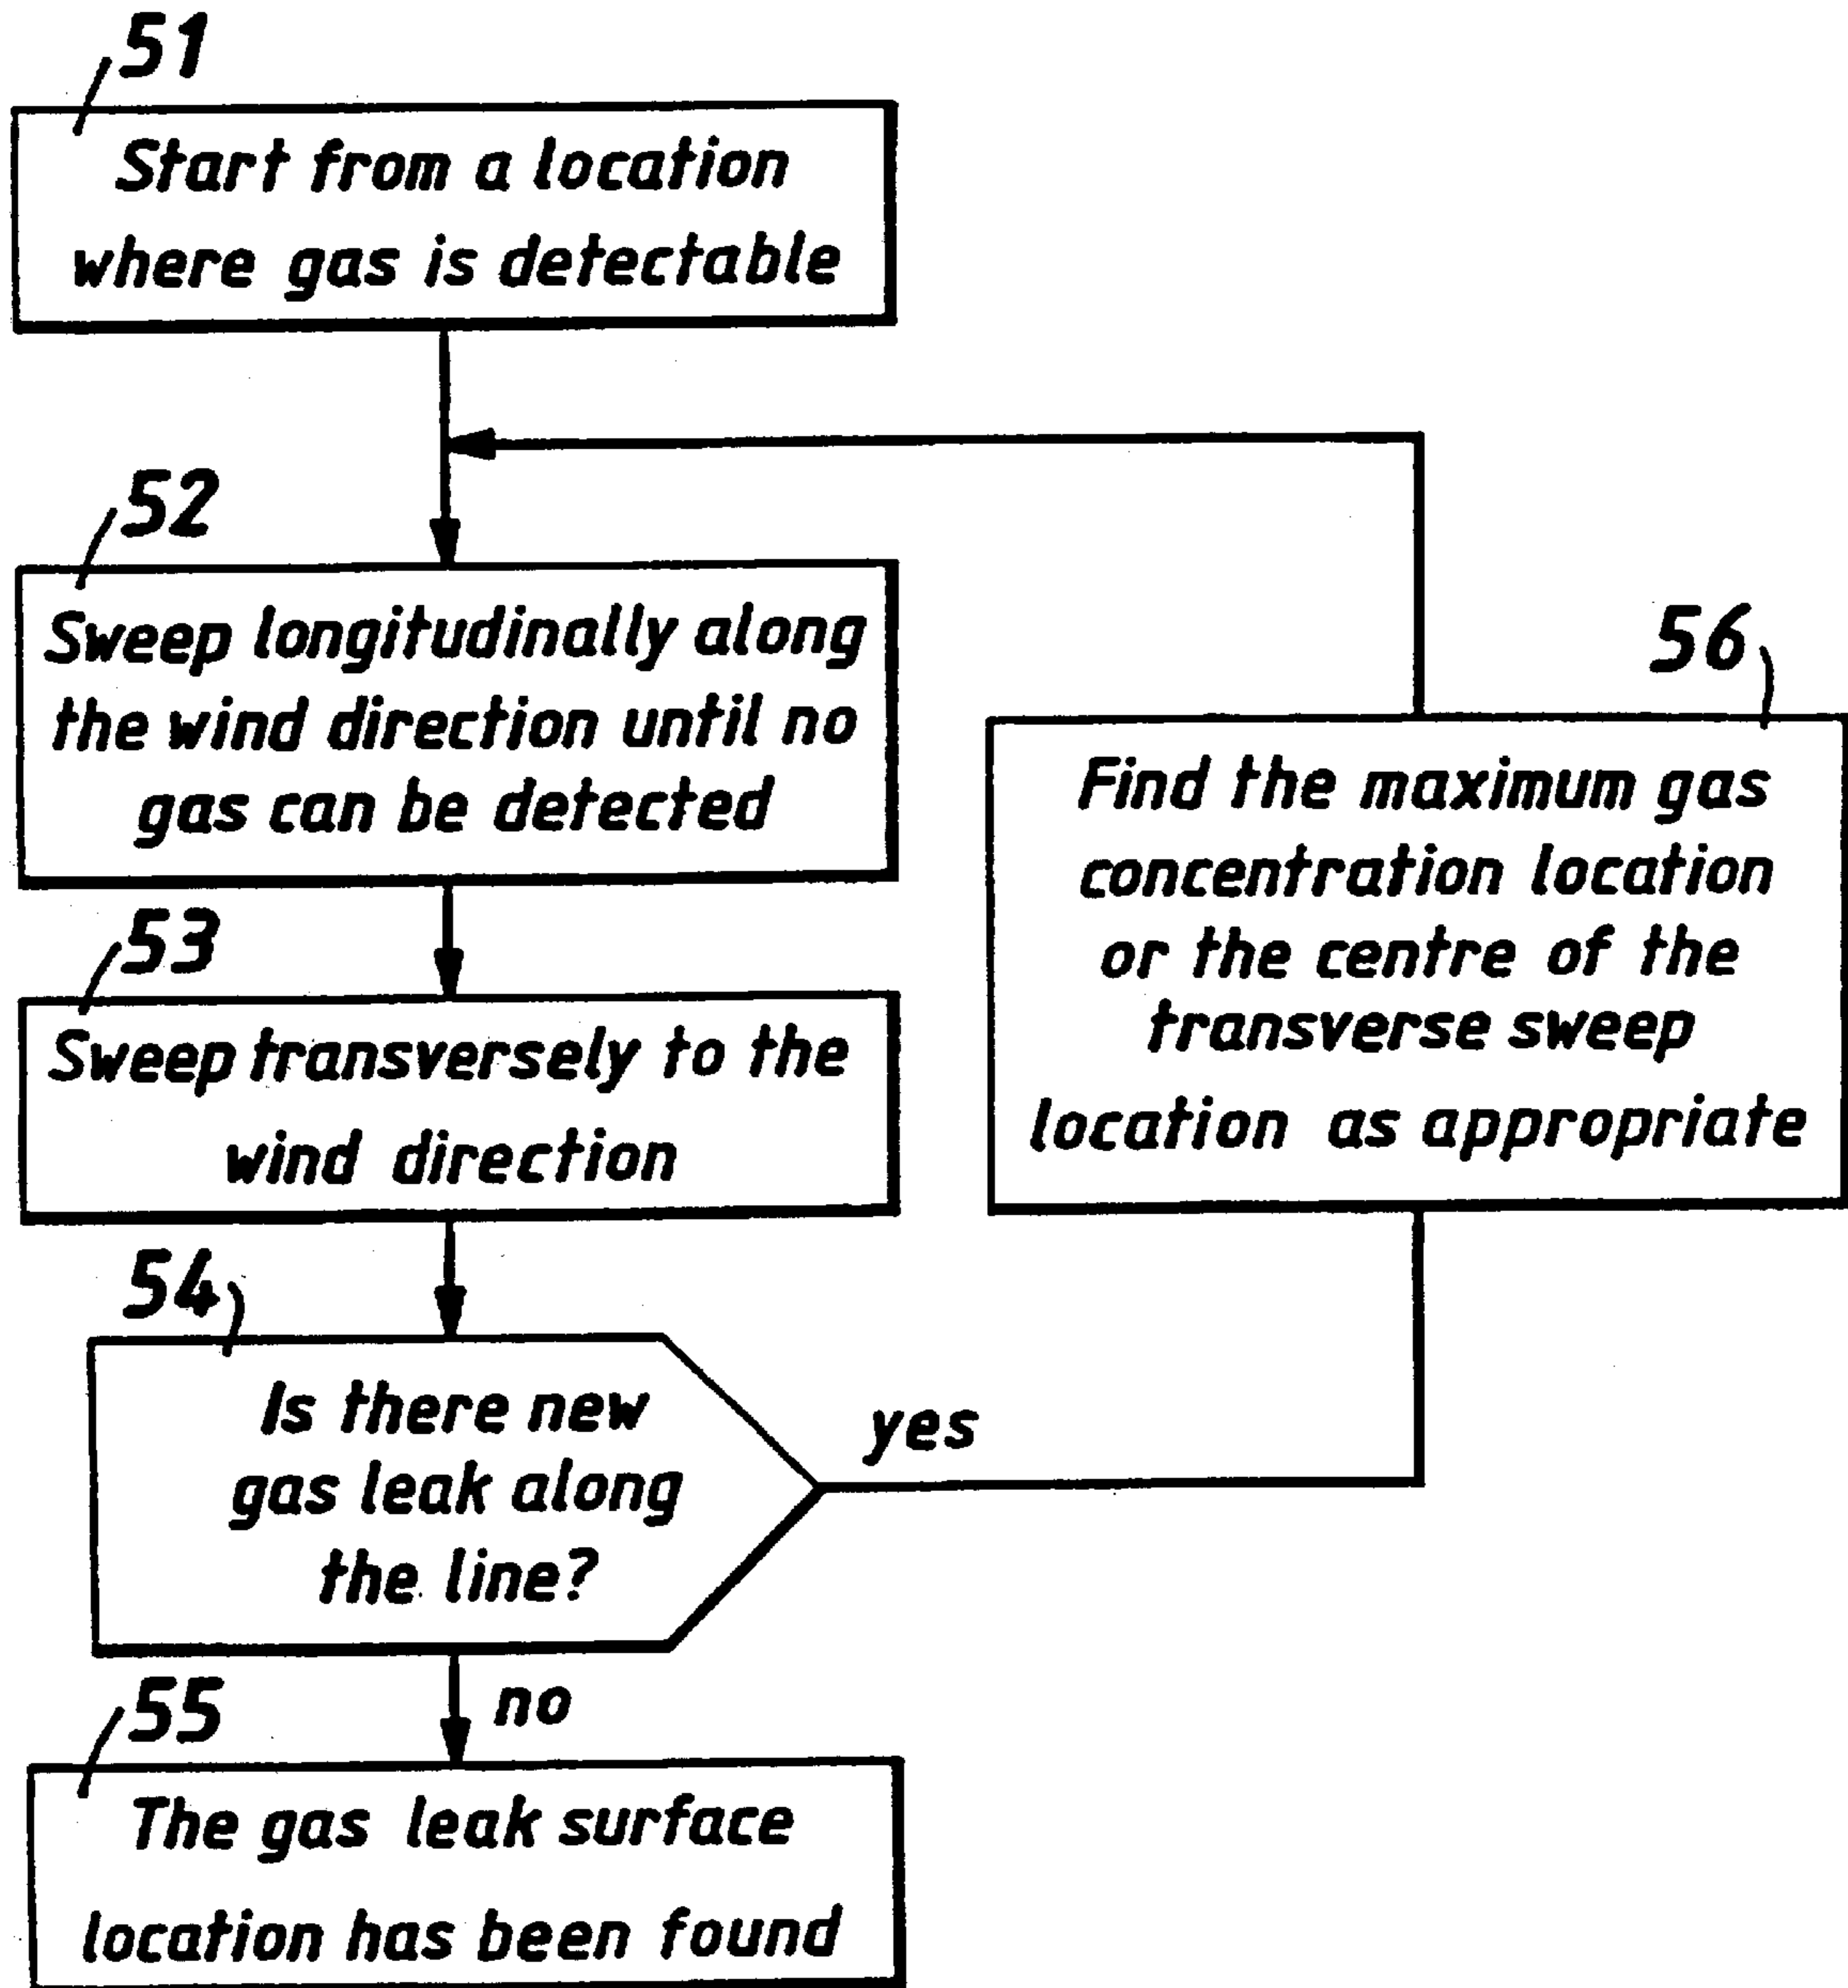 51
Start from a location
where gas is detectable
52
Sweep longitudinally along
the wind direction until no
gas can be detected
53
Sweep transversely to the
wind direction
54
Is there new
gas leak along
the line?
yes
no
55
The gas leak surface
location has been found
56
Find the maximum gas
concentration location
or the centre of the
transverse sweep
location as appropriate